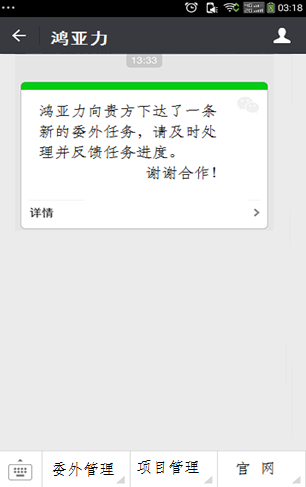 03:18
鸿亚力
13:33
鸿亚力向贵方下达了一条
新的委外任务，请及时处
理并反馈任务进度。
谢谢合作！
详情
委外管理 项目管理 官 网